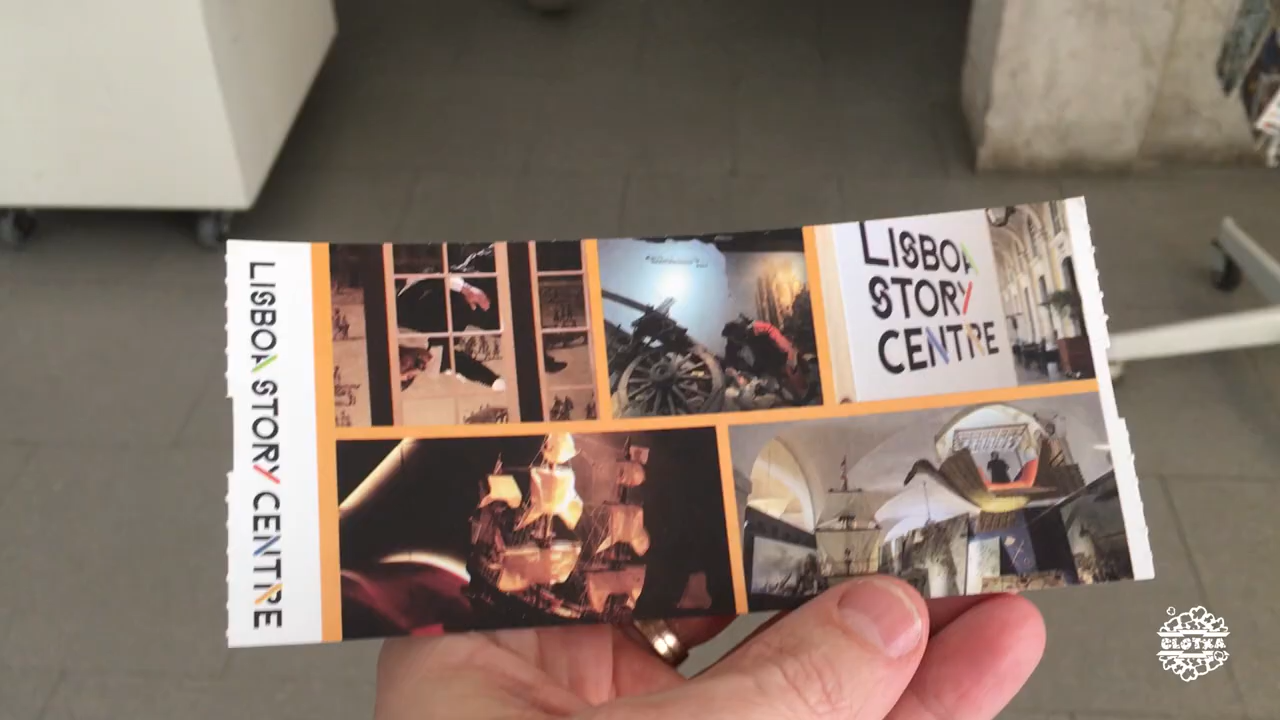 LISBOA STORY CENTRE
LISBOA
STORY
CENTRE
CLOTXA